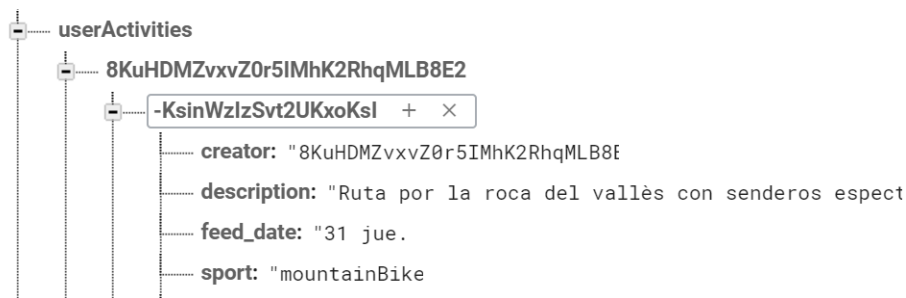 userActivities
8KuHDMZvxvZ0r5IMhK2RhqMLB8E2
-KsinWzIzSvt2UKxoKsI + ×
creator: "8KuHDMZvxvZ0r5IMhK2RhqMLB8E
description: "Ruta por la roca del vallès con senderos espect
feed_date: "31 jue.
sport: "mountainBike